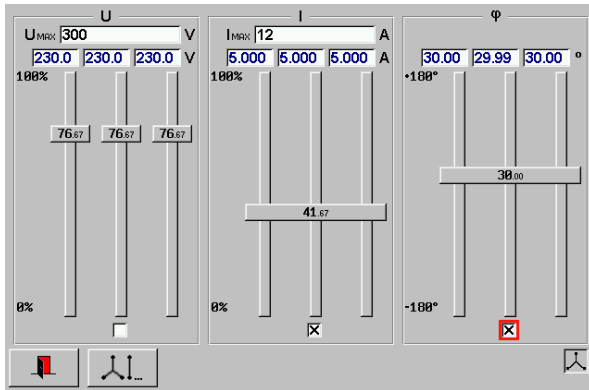 U
I
φ
UMAX 300 V
IMAX 12 A
230.0 230.0 230.0 V
5.000 5.000 5.000 A
30.00 29.99 30.00 °
100%
100%
+180°
76.67 76.67 76.67
30.00
41.67
0%
0%
-180°
I...